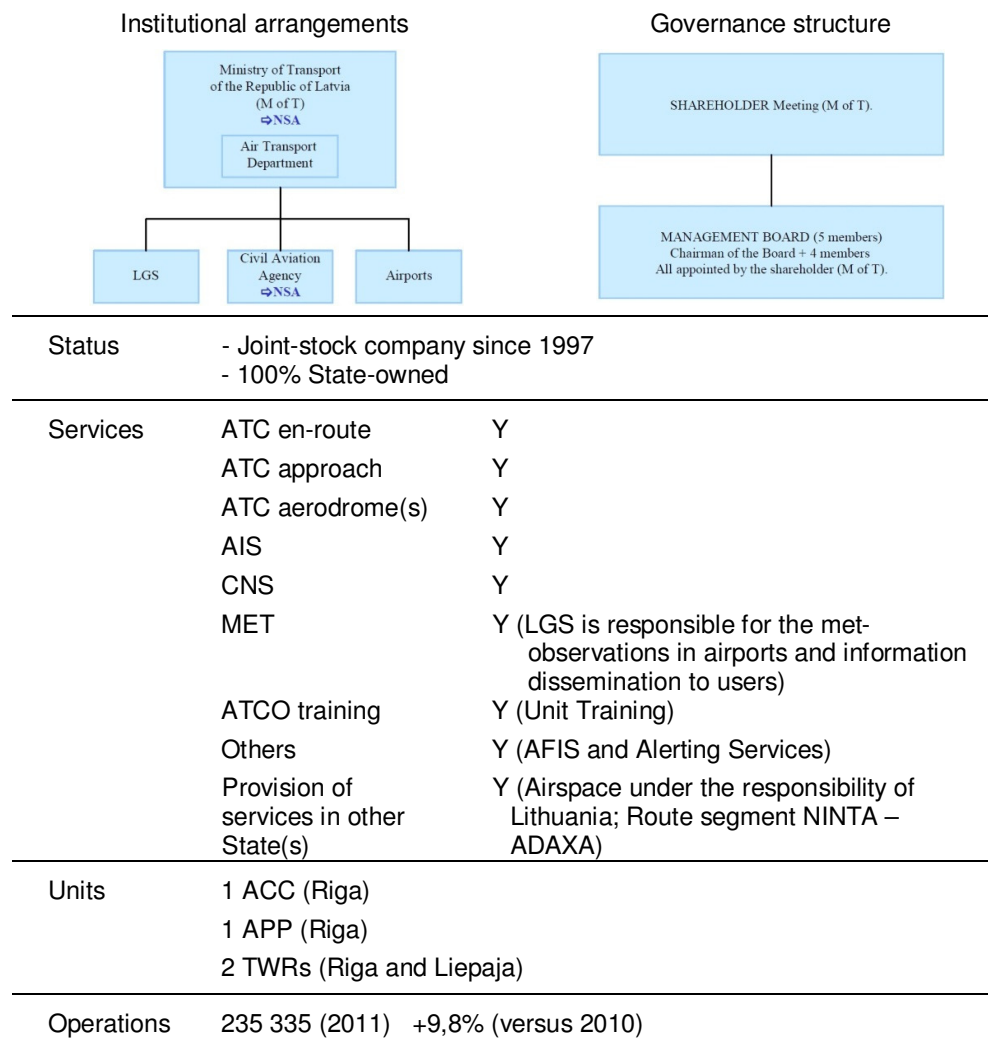 Institutional arrangements
Ministry of Transport
of the Republic of Latvia
(M of T)
⇨NSA
Air Transport
Department
LGS
Civil Aviation
Agency
⇨NSA
Airports
Governance structure
SHAREHOLDER Meeting (M of T).
MANAGEMENT BOARD (5 members)
Chairman of the Board + 4 members
All appointed by the shareholder (M of T).
Status - Joint-stock company since 1997
- 100% State-owned
Services ATC en-route Y
ATC approach Y
ATC aerodrome(s) Y
AIS Y
CNS Y
MET Y (LGS is responsible for the met-
observations in airports and information
dissemination to users)
ATCO training Y (Unit Training)
Others Y (AFIS and Alerting Services)
Provision of Y (Airspace under the responsibility of
services in other Lithuania; Route segment NINTA –
State(s) ADAXA)
Units 1 ACC (Riga)
1 APP (Riga)
2 TWRs (Riga and Liepaja)
Operations 235 335 (2011) +9,8% (versus 2010)